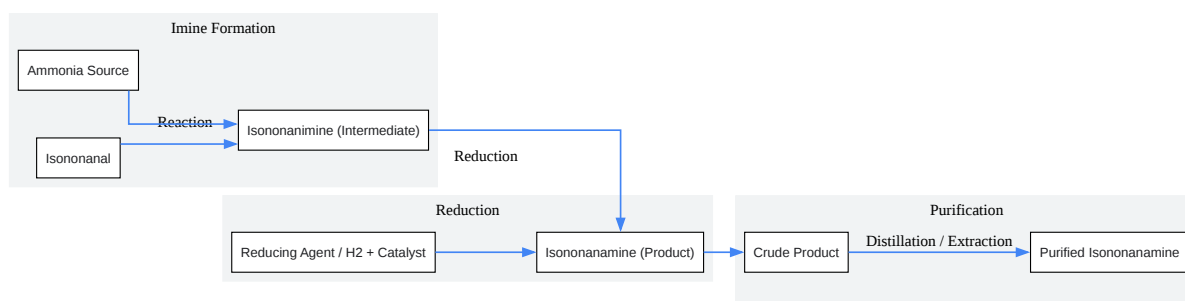 Imine Formation
Ammonia Source
Reaction
Isononanimine (Intermediate)
Isononanal
Reduction
Reduction
Reducing Agent / H2 + Catalyst
Isononanamine (Product)
Purification
Crude Product
Distillation / Extraction
Purified Isononanamine